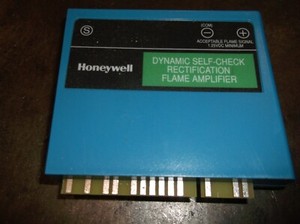 S
(COM)
− +
ACCEPTABLE FLAME SIGNAL
1.25VDC MINIMUM
Honeywell
DYNAMIC SELF-CHECK
RECTIFICATION
FLAME AMPLIFIER